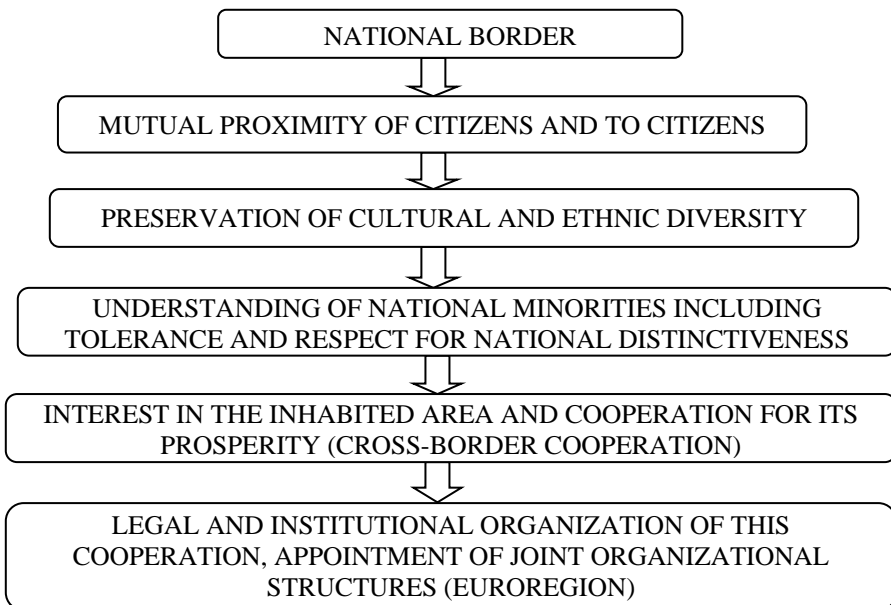 NATIONAL BORDER
MUTUAL PROXIMITY OF CITIZENS AND TO CITIZENS
PRESERVATION OF CULTURAL AND ETHNIC DIVERSITY
UNDERSTANDING OF NATIONAL MINORITIES INCLUDING
TOLERANCE AND RESPECT FOR NATIONAL DISTINCTIVENESS
INTEREST IN THE INHABITED AREA AND COOPERATION FOR ITS
PROSPERITY (CROSS-BORDER COOPERATION)
LEGAL AND INSTITUTIONAL ORGANIZATION OF THIS
COOPERATION, APPOINTMENT OF JOINT ORGANIZATIONAL
STRUCTURES (EUROREGION)